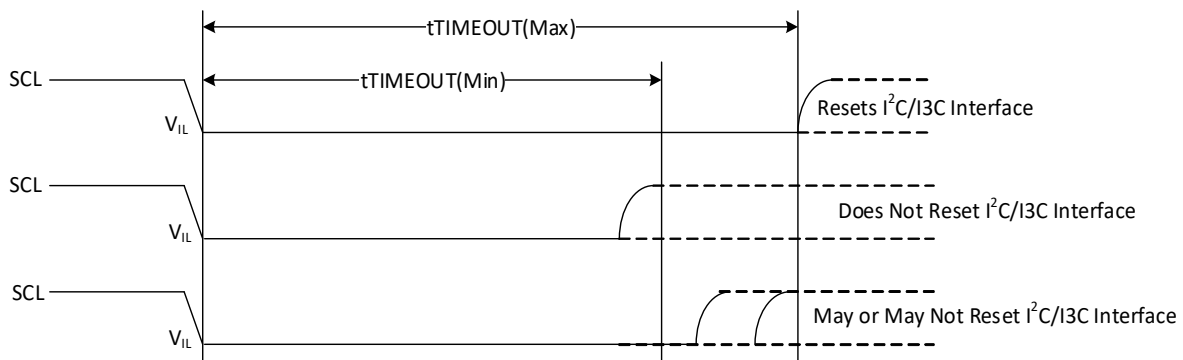 tTIMEOUT(Max)
SCL
tTIMEOUT(Min)
Resets I²C/I3C Interface
VIL
SCL
Does Not Reset I²C/I3C Interface
VIL
SCL
May or May Not Reset I²C/I3C Interface
VIL